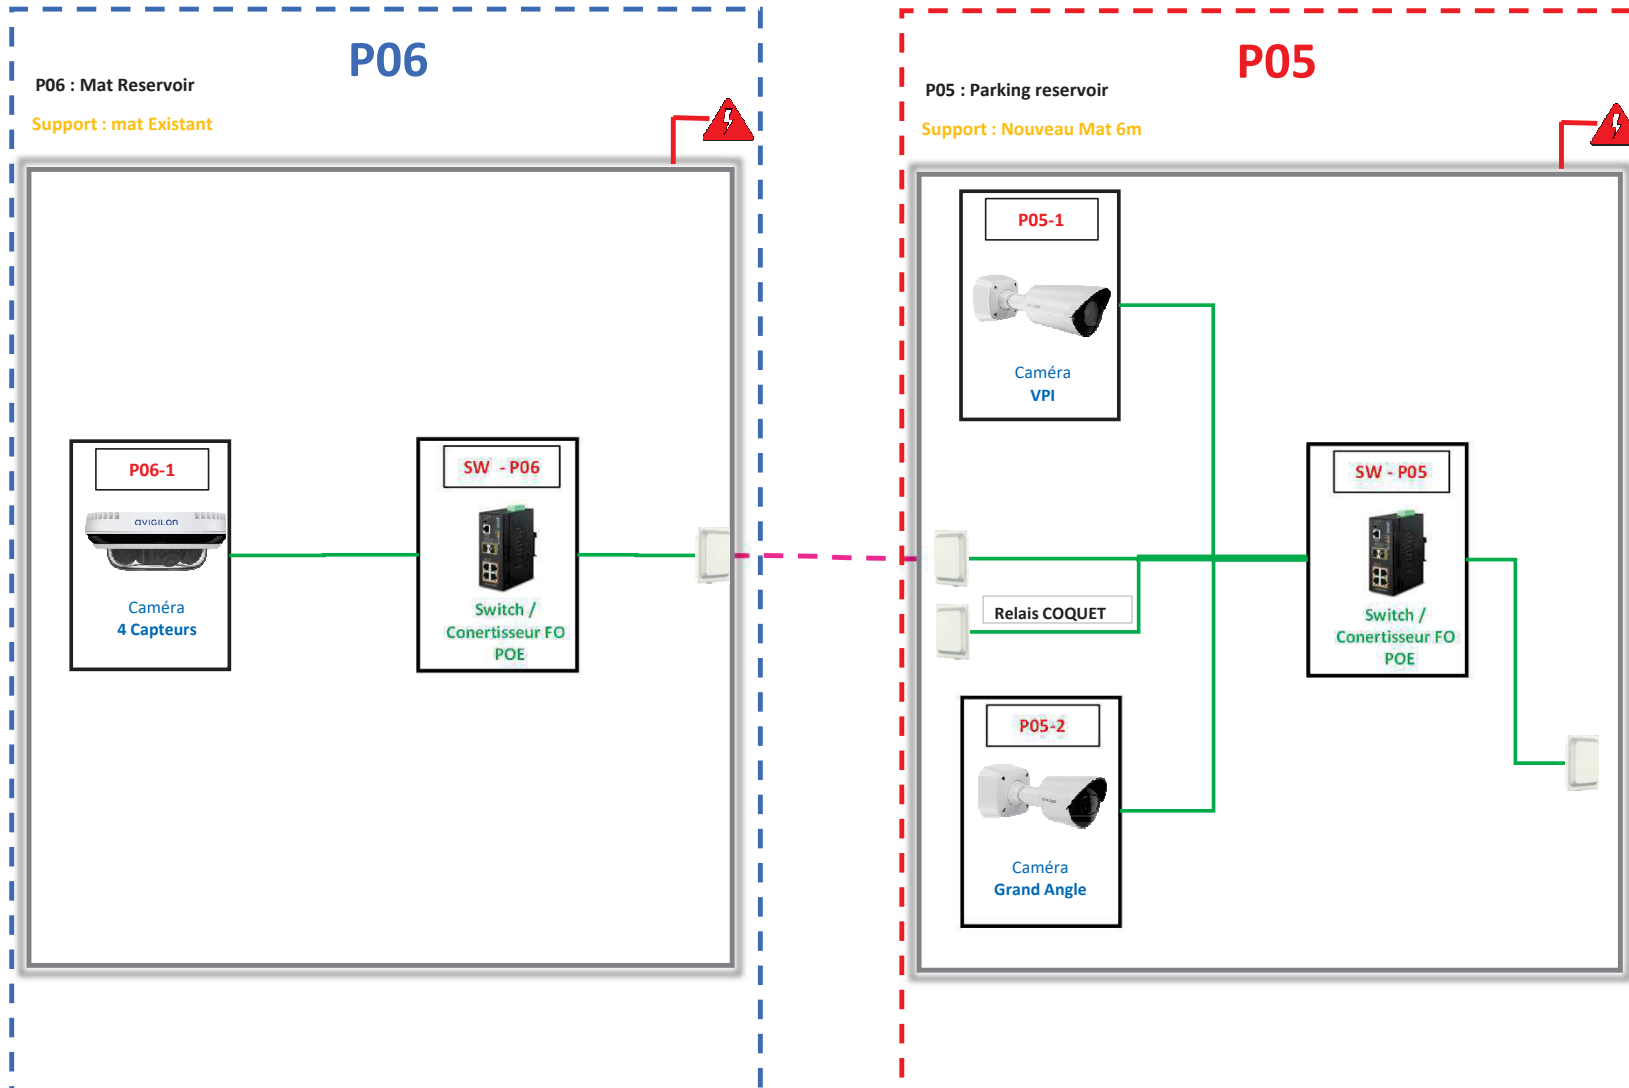 P06
P06 : Mat Reservoir
Support : mat Existant
P06-1
avigilon
Caméra
4 Capteurs
SW - P06
Switch /
Conertisseur FO
POE
P05
P05 : Parking reservoir
Support : Nouveau Mat 6m
P05-1
Caméra
VPI
Relais COQUET
P05-2
Caméra
Grand Angle
SW - P05
Switch /
Conertisseur FO
POE